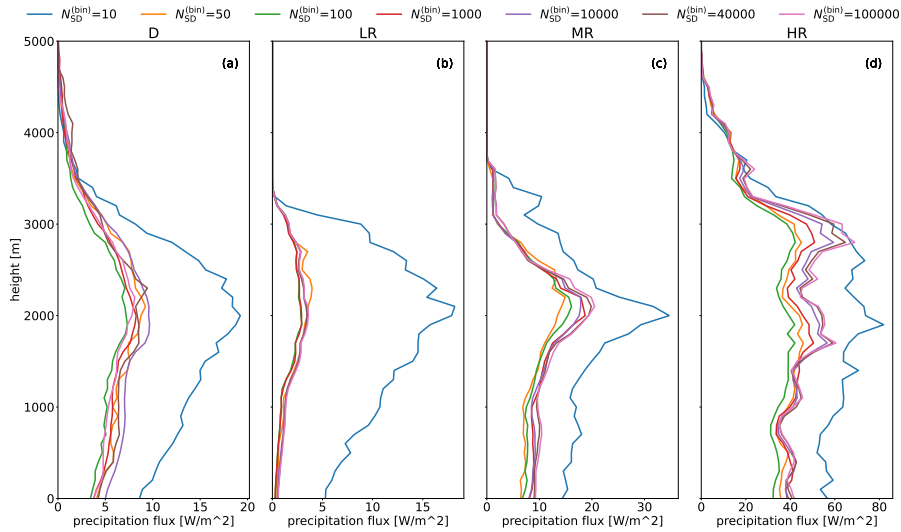 N_SD^(bin)=10 N_SD^(bin)=50 N_SD^(bin)=100 N_SD^(bin)=1000 N_SD^(bin)=10000 N_SD^(bin)=40000 N_SD^(bin)=100000
D LR MR HR
(a) (b) (c) (d)
5000
4000
3000
2000
1000
0
height [m]
0 5 10 15 20 0 5 10 15 0 10 20 30 0 20 40 60 80
precipitation flux [W/m^2] precipitation flux [W/m^2] precipitation flux [W/m^2] precipitation flux [W/m^2]